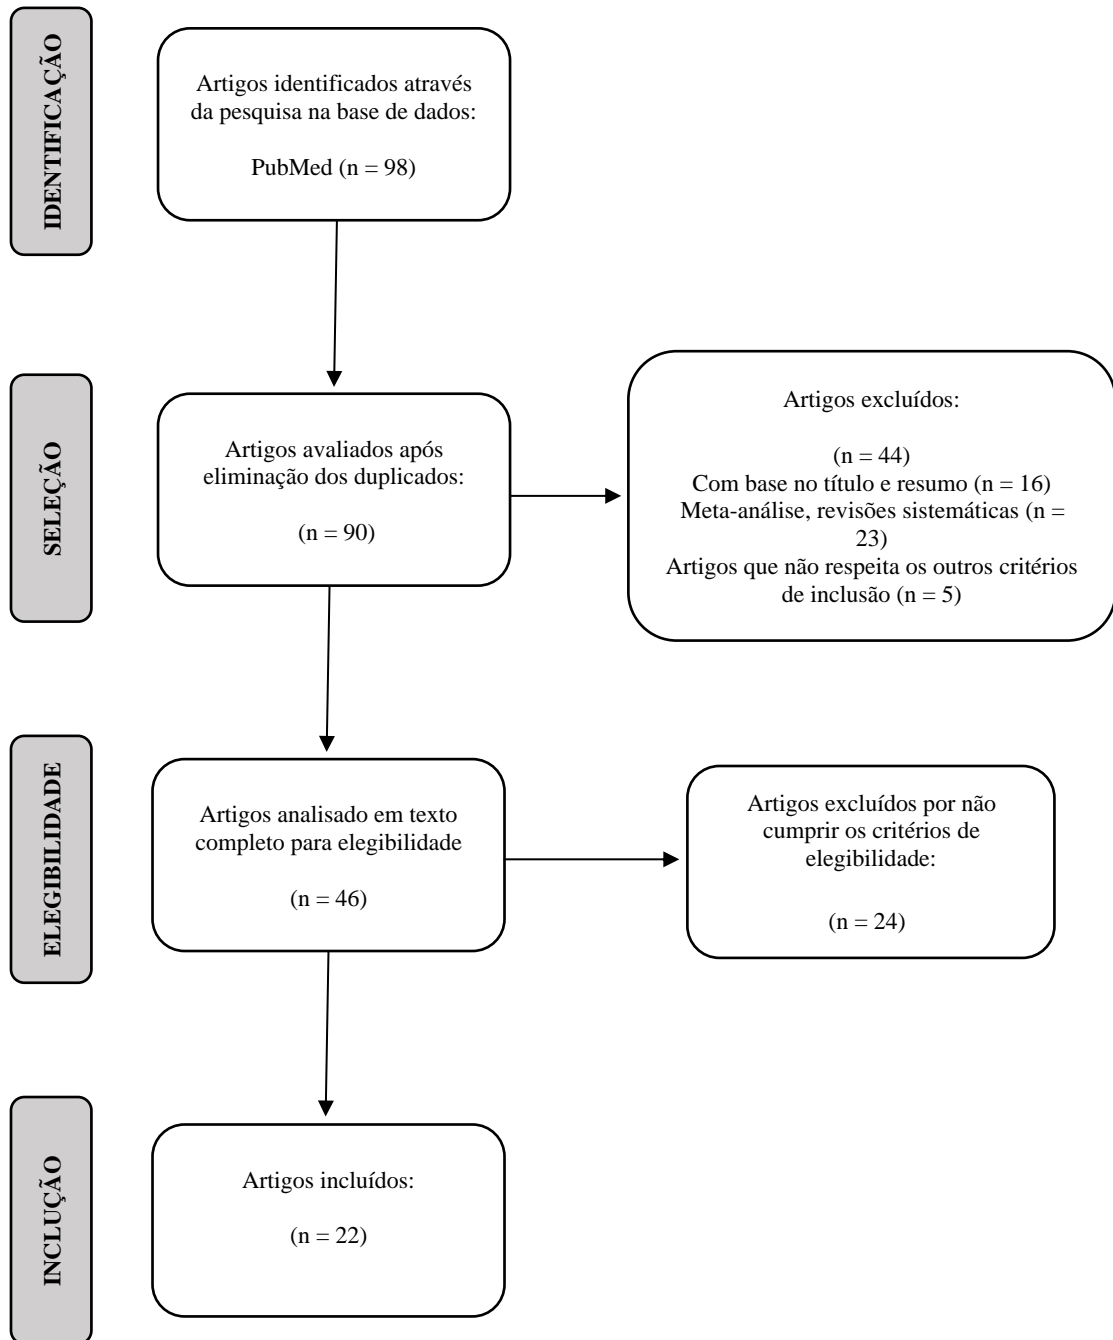 IDENTIFICAÇÃO
Artigos identificados através
da pesquisa na base de dados:
PubMed (n = 98)
SELEÇÃO
Artigos avaliados após
eliminação dos duplicados:
(n = 90)
Artigos excluídos:
(n = 44)
Com base no título e resumo (n = 16)
Meta-análise, revisões sistemáticas (n =
23)
Artigos que não respeita os outros critérios
de inclusão (n = 5)
ELEGIBILIDADE
Artigos analisado em texto
completo para elegibilidade
(n = 46)
Artigos excluídos por não
cumprir os critérios de
elegibilidade:
(n = 24)
INCLUÇÃO
Artigos incluídos:
(n = 22)